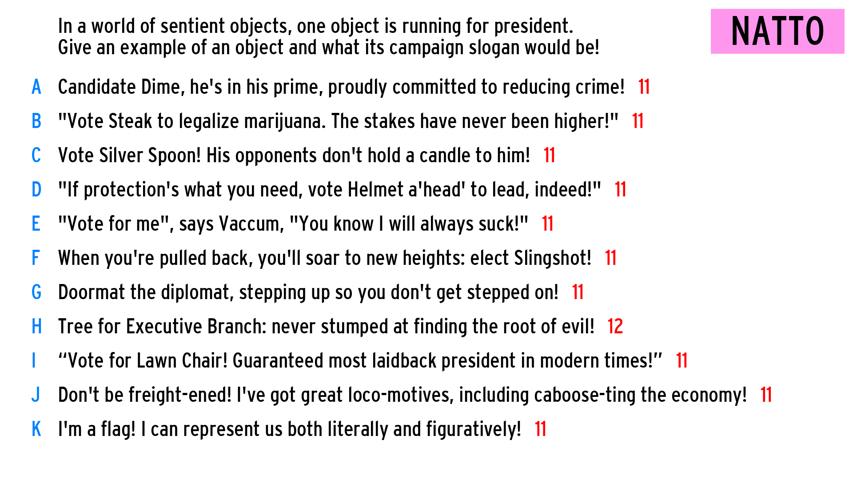 In a world of sentient objects, one object is running for president.
Give an example of an object and what its campaign slogan would be!
NATTO
A Candidate Dime, he's in his prime, proudly committed to reducing crime! 11
B "Vote Steak to legalize marijuana. The stakes have never been higher!" 11
C Vote Silver Spoon! His opponents don't hold a candle to him! 11
D "If protection's what you need, vote Helmet a'head' to lead, indeed!" 11
E "Vote for me", says Vaccum, "You know I will always suck!" 11
F When you're pulled back, you'll soar to new heights: elect Slingshot! 11
G Doormat the diplomat, stepping up so you don't get stepped on! 11
H Tree for Executive Branch: never stumped at finding the root of evil! 12
I “Vote for Lawn Chair! Guaranteed most laidback president in modern times!” 11
J Don't be freight-ened! I've got great loco-motives, including caboose-ting the economy! 11
K I'm a flag! I can represent us both literally and figuratively! 11